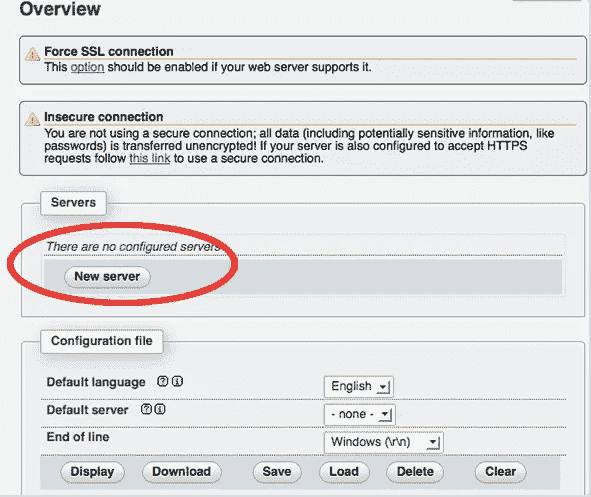 Overview
Force SSL connection
This option should be enabled if your web server supports it.
Insecure connection
You are not using a secure connection; all data (including potentially sensitive information, like
passwords) is transferred unencrypted! If your server is also configured to accept HTTPS
requests follow this link to use a secure connection.
Servers
There are no configured servers
New server
Configuration file
Default language
English
Default server
- none -
End of line
Windows (\r\n)
Display Download Save Load Delete Clear